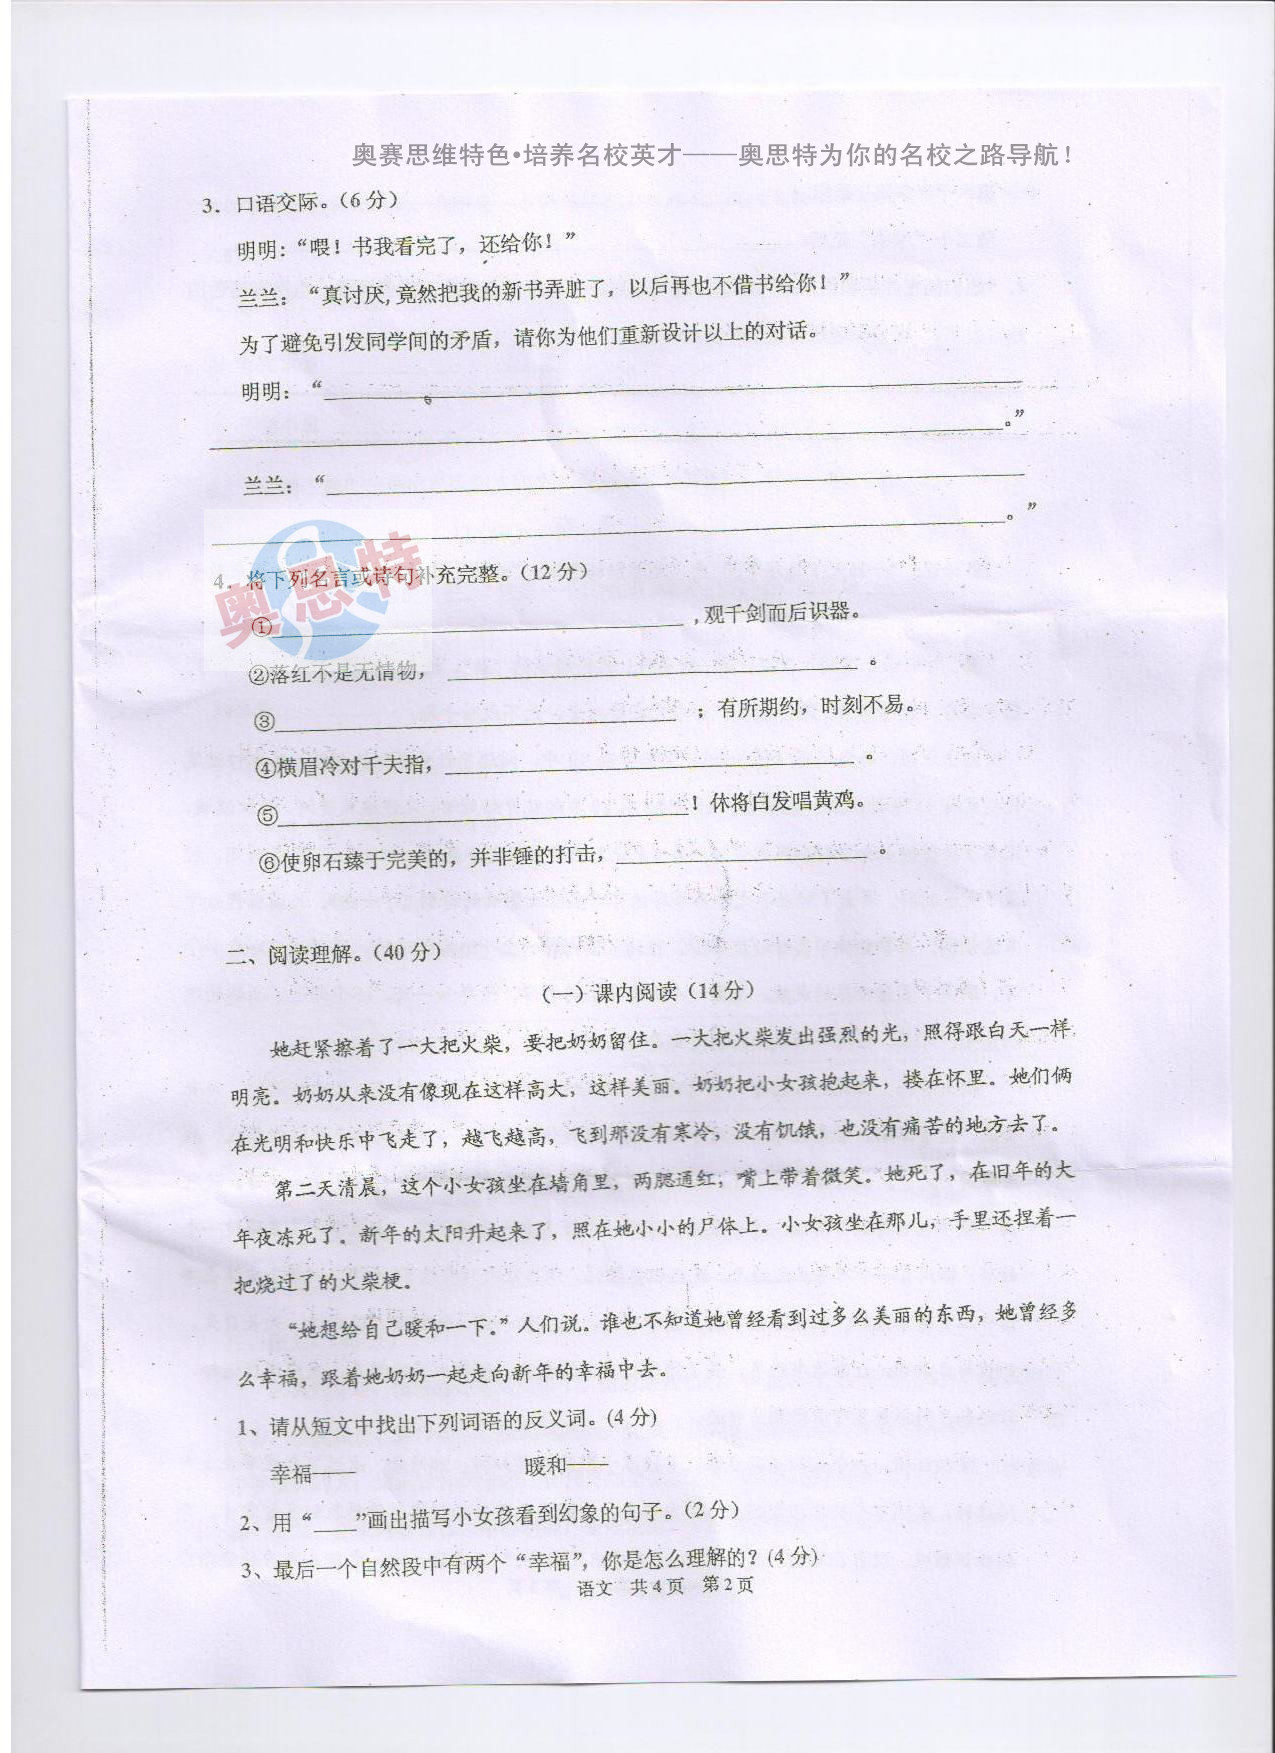 奥赛思维特色•培养名校英才——奥思特为你的名校之路导航！
3．口语交际。（6 分）
明明：“喂！书我看完了，还给你！”
兰兰：“真讨厌,竟然把我的新书弄脏了，以后再也不借书给你！”
为了避免引发同学间的矛盾，请你为他们重新设计以上的对话。
明明：“
。”
兰兰：“
。”
奥思特
4．将下列名言或诗句补充完整。（12 分）
①____,观千剑而后识器。
②落红不是无情物，____。
③____；有所期约，时刻不易。
④横眉冷对千夫指，____。
⑤____！休将白发唱黄鸡。
⑥使卵石臻于完美的，并非锤的打击，____。
二、阅读理解。（40 分）
（一）课内阅读（14 分）
她赶紧擦着了一大把火柴，要把奶奶留住。一大把火柴发出强烈的光，照得跟白天一样
明亮。奶奶从来没有像现在这样高大，这样美丽。奶奶把小女孩抱起来，搂在怀里。她们俩
在光明和快乐中飞走了，越飞越高，飞到那没有寒冷，没有饥饿，也没有痛苦的地方去了。
第二天清晨，这个小女孩坐在墙角里，两腮通红，嘴上带着微笑。她死了，在旧年的大
年夜冻死了。新年的太阳升起来了，照在她小小的尸体上。小女孩坐在那儿，手里还捏着一
把烧过了的火柴梗。
“她想给自己暖和一下。”人们说。谁也不知道她曾经看到过多么美丽的东西，她曾经多
么幸福，跟着她奶奶一起走向新年的幸福中去。
1、请从短文中找出下列词语的反义词。(4 分)
幸福—— 暖和——
2、用“____”画出描写小女孩看到幻象的句子。（2 分）
3、最后一个自然段中有两个“幸福”，你是怎么理解的？(4 分)
语文 共 4 页 第 2 页